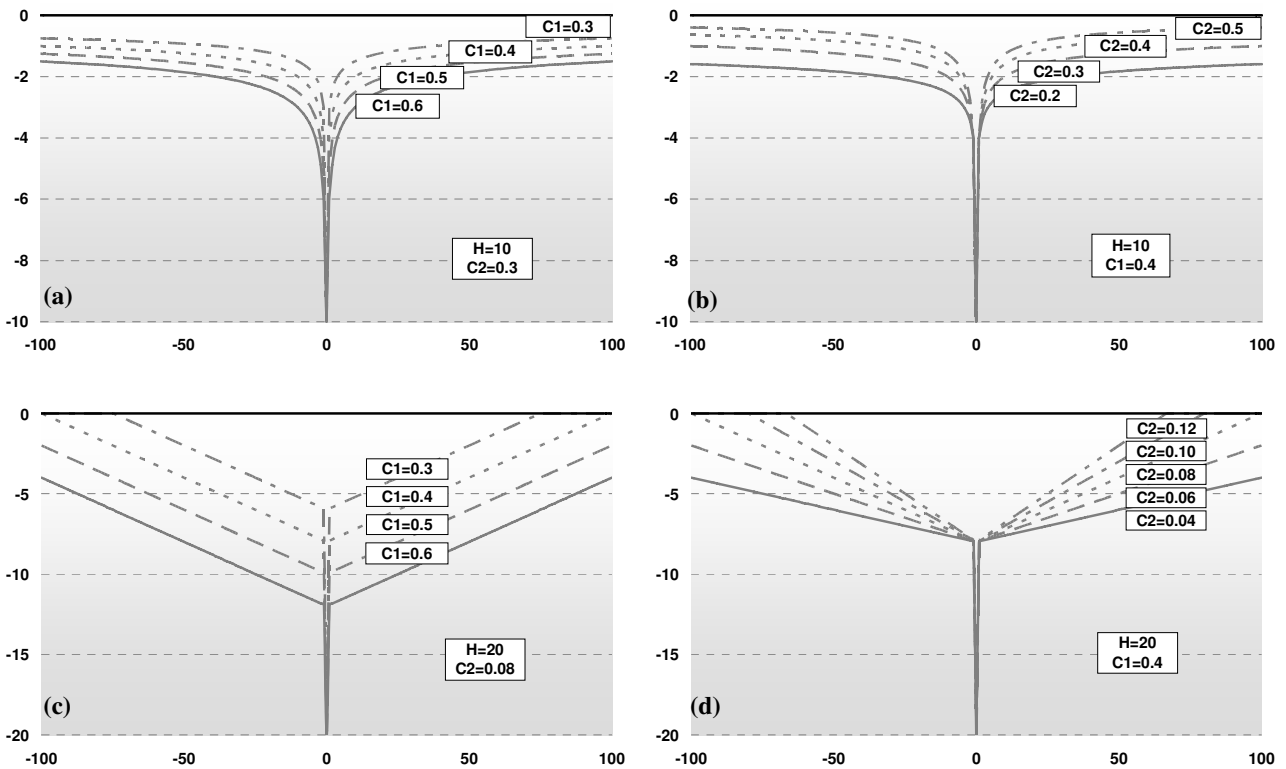 0
-2
-4
-6
-8
-10
-100
-50
0
50
100
C1=0.3
C1=0.4
C1=0.5
C1=0.6
H=10
C2=0.3
(a)
0
-2
-4
-6
-8
-10
-100
-50
0
50
100
C2=0.5
C2=0.4
C2=0.3
C2=0.2
H=10
C1=0.4
(b)
0
-5
-10
-15
-20
-100
-50
0
50
100
C1=0.3
C1=0.4
C1=0.5
C1=0.6
H=20
C2=0.08
(c)
0
-5
-10
-15
-20
-100
-50
0
50
100
C2=0.12
C2=0.10
C2=0.08
C2=0.06
C2=0.04
H=20
C1=0.4
(d)